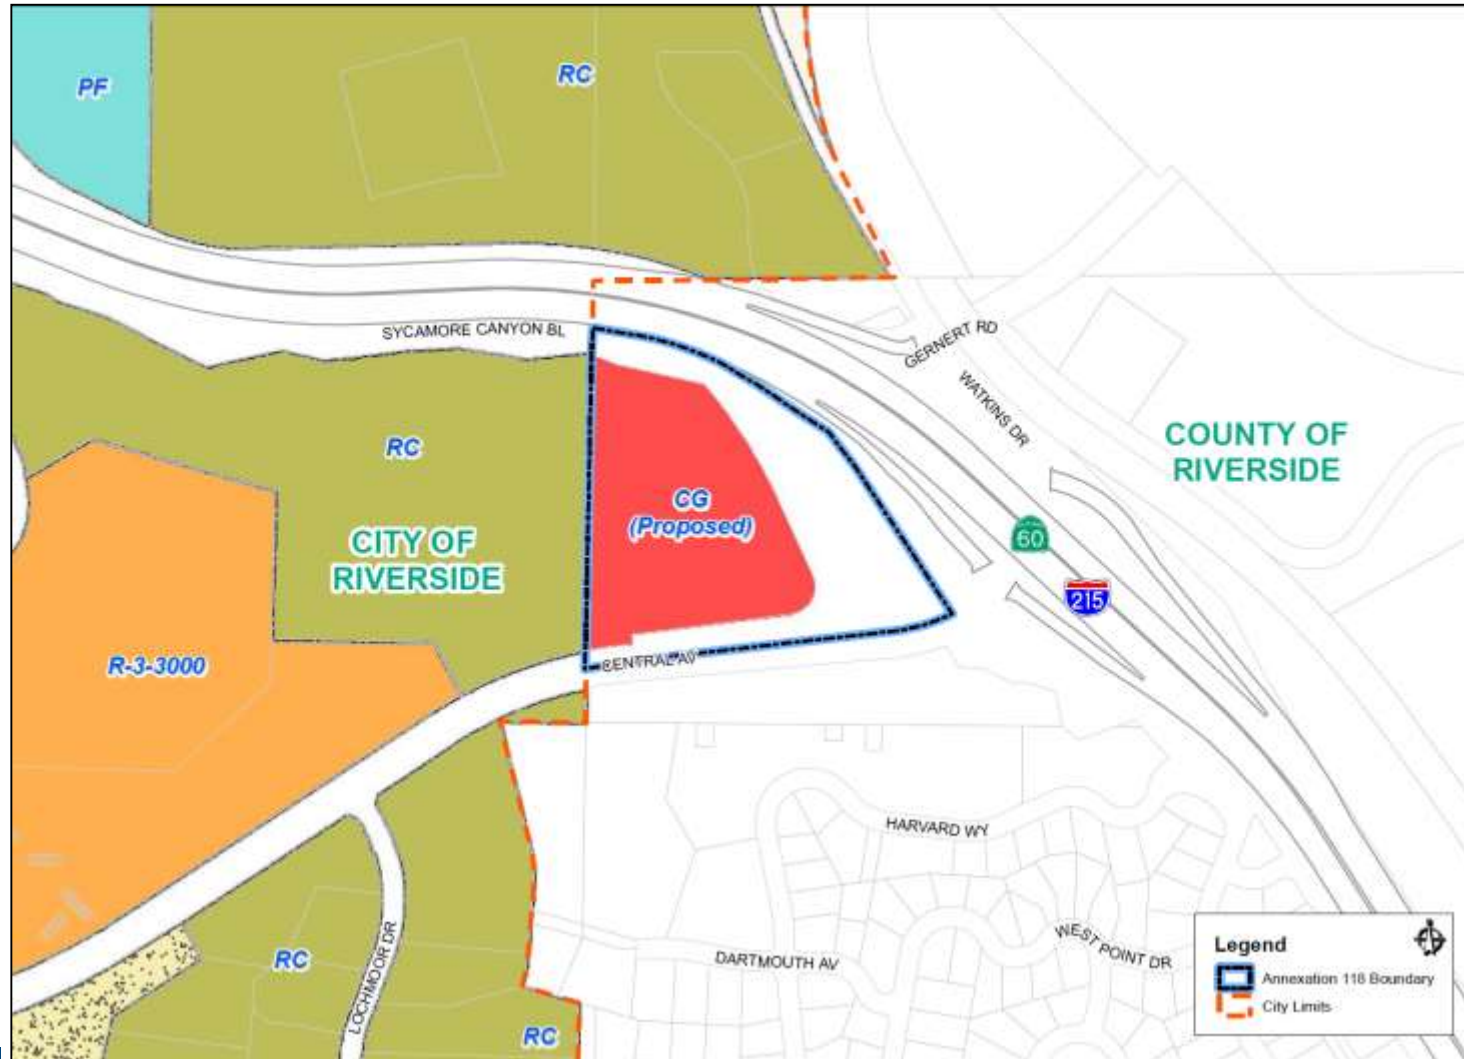 PF
RC
SYCAMORE CANYON BL
GERNERT RD
WATKINS DR
COUNTY OF
RIVERSIDE
RC
CG
(Proposed)
CITY OF
RIVERSIDE
60
215
R-3-3000
CENTRAL AV
HARVARD WY
WEST POINT DR
DARTMOUTH AV
LOCHMOOR DR
RC
RC
Legend
Annexation 118 Boundary
City Limits